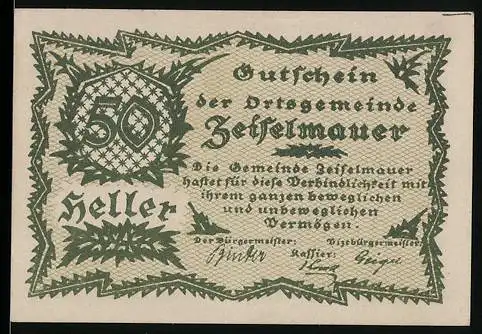 50
Heller
Gutschein
der Ortsgemeinde
Zeiselmauer
Die Gemeinde Zeiselmauer
haftet für diese Verbindlichkeit mit
ihrem ganzen beweglichen
und unbeweglichen
Vermögen.
Der Bürgermeister: Vizebürgermeister:
Kassier: Geigel